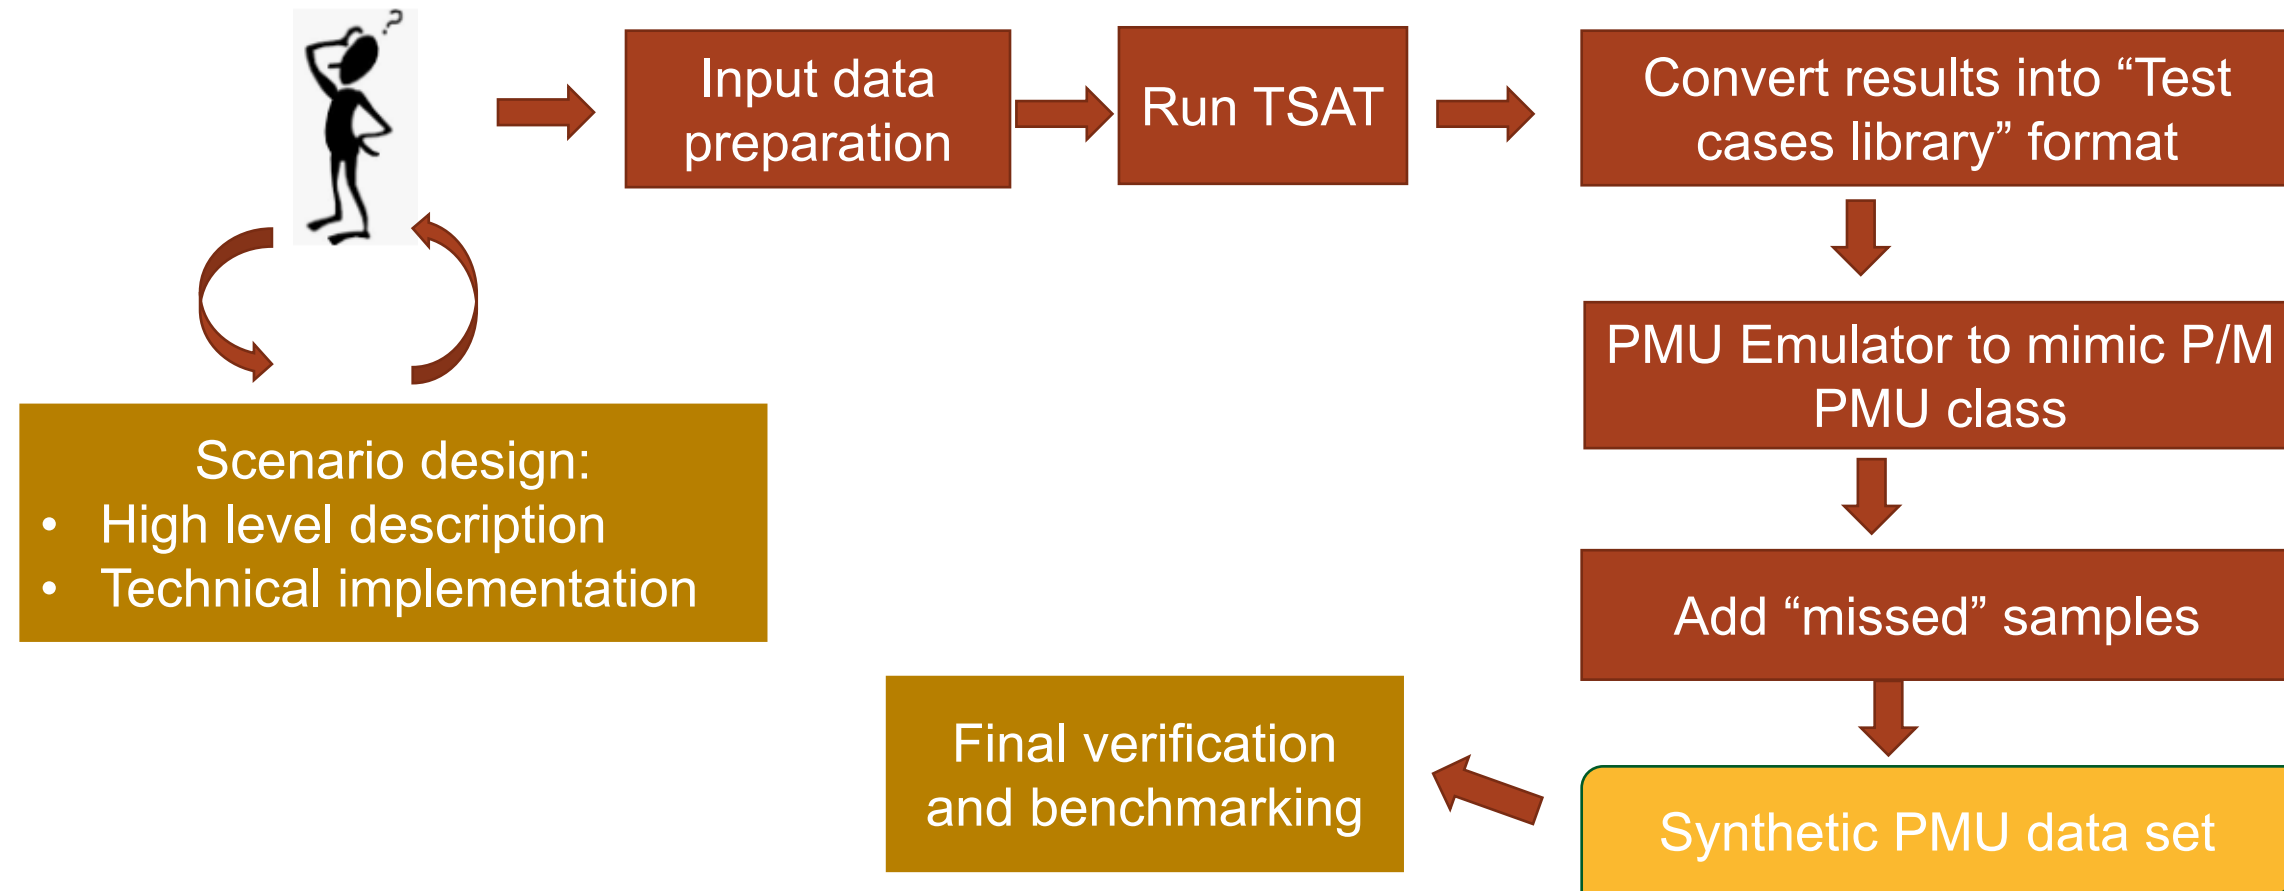 ?
Input data
preparation
Run TSAT
Convert results into “Test
cases library” format
PMU Emulator to mimic P/M
PMU class
Scenario design:
• High level description
• Technical implementation
Add “missed” samples
Final verification
and benchmarking
Synthetic PMU data set